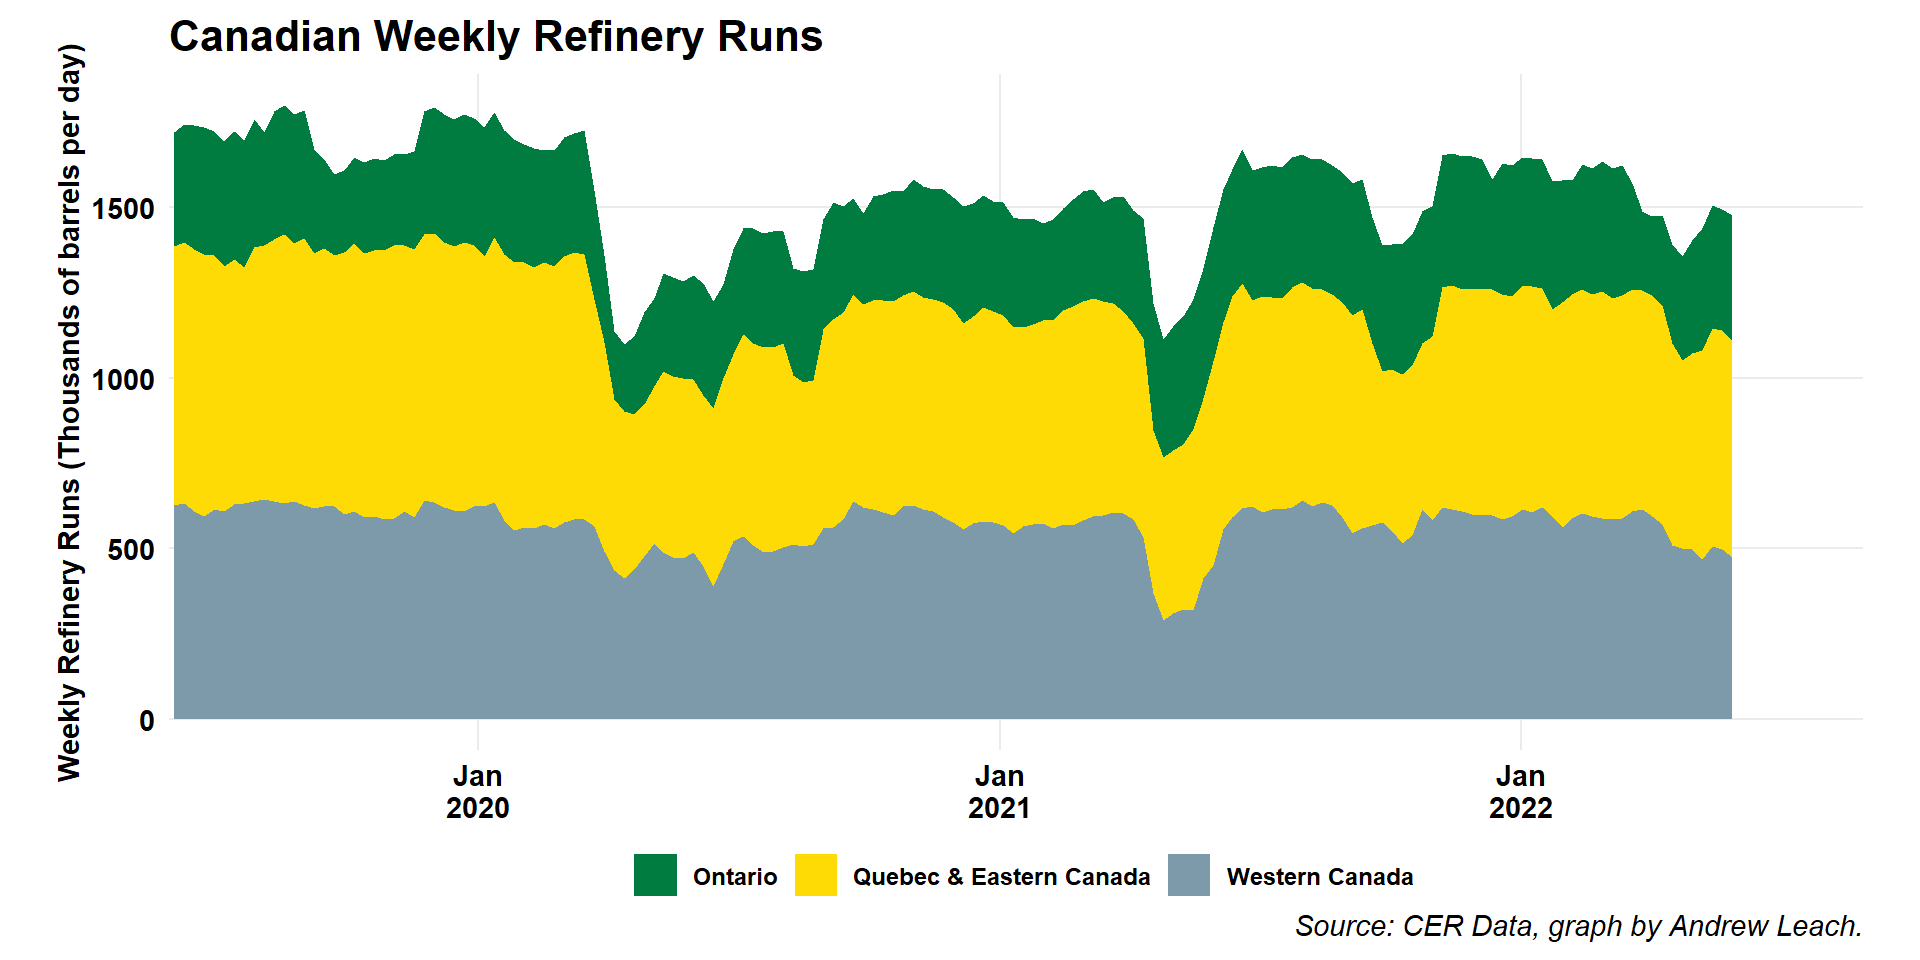 Canadian Weekly Refinery Runs
Weekly Refinery Runs (Thousands of barrels per day)
1500
1000
500
0
Jan
2020
Jan
2021
Jan
2022
Ontario
Quebec & Eastern Canada
Western Canada
Source: CER Data, graph by Andrew Leach.